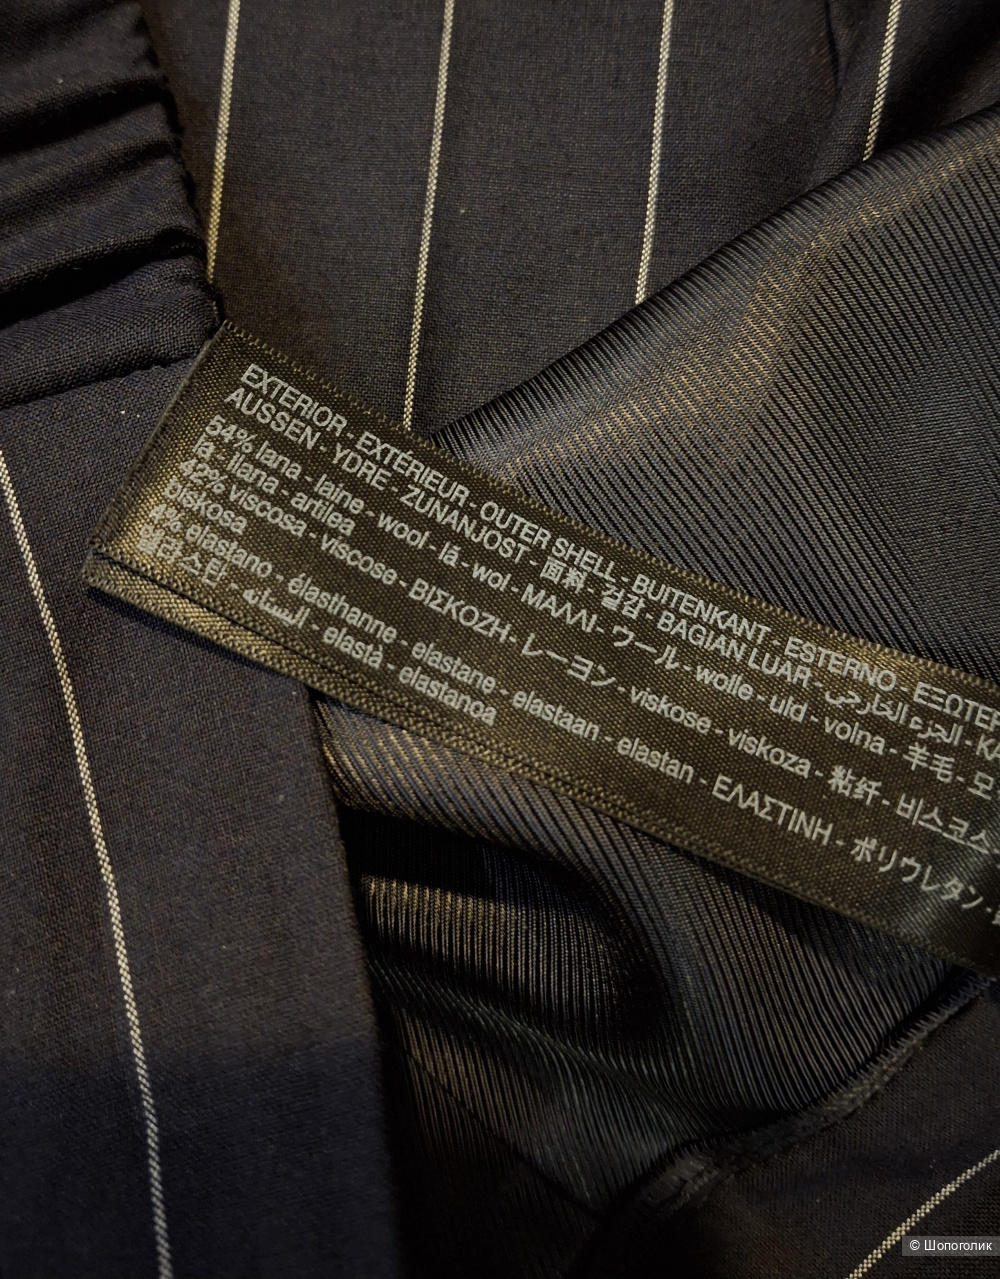 EXTERIOR - EXTÉRIEUR - OUTER SHELL - BUITENKANT - ESTERNO - ΕΞΩΤΕΡ
AUSSEN - YDRE - ZUNANJOST - 面料 - 겉감 - BAGIAN LUAR - الجزء الخارجي - KA
54% lana - laine - wool - lã - wol - ΜΑΛΛΙ - ウール - wolle - uld - volna - 羊毛 - 모
lã - llana - artilea
42% viscosa - viscose - ΒΙΣΚΟΖΗ - レーヨン - viskose - viskoza - 粘纤 - 비스코스
biskosa
4% elastano - élasthanne - elastane - elastaan - elastan - ΕΛΑΣΤΙΝΗ - ポリウレタン -
엘라스틴 - elastà - elastanoa
© Шопоголик